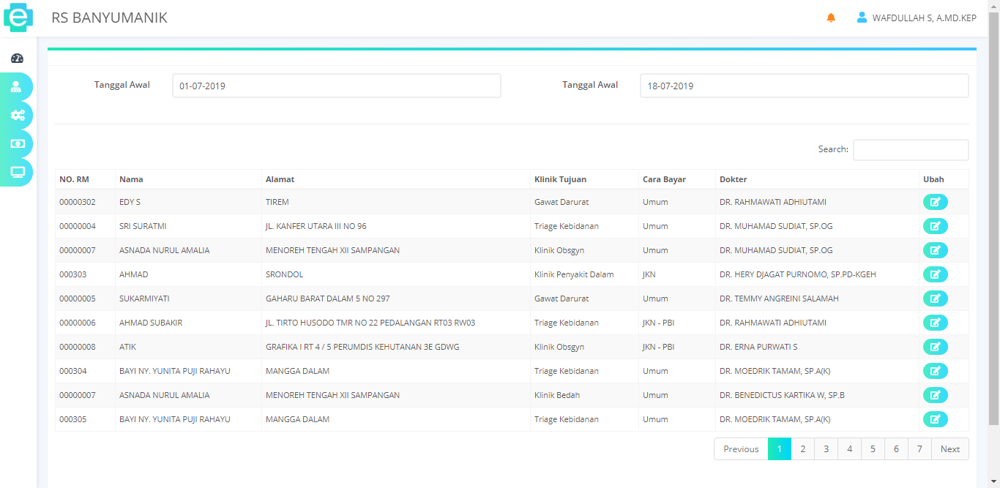 RS BANYUMANIK
WAFDULLAH S, A.MD.KEP
Tanggal Awal 01-07-2019 Tanggal Awal 18-07-2019
Search:
NO. RM Nama Alamat Klinik Tujuan Cara Bayar Dokter Ubah
00000302 EDY S TIREM Gawat Darurat Umum DR. RAHMAWATI ADHIUTAMI
00000004 SRI SURATMI JL. KANFER UTARA III NO 96 Triage Kebidanan Umum DR. MUHAMAD SUDIAT, SP.OG
00000007 ASNADA NURUL AMALIA MENOREH TENGAH XII SAMPANGAN Klinik Obsgyn Umum DR. MUHAMAD SUDIAT, SP.OG
000303 AHMAD SRONDOL Klinik Penyakit Dalam JKN DR. HERY DJAGAT PURNOMO, SP.PD-KGEH
00000005 SUKARMIYATI GAHARU BARAT DALAM 5 NO 297 Gawat Darurat Umum DR. TEMMY ANGREINI SALAMAH
00000006 AHMAD SUBAKIR JL. TIRTO HUSODO TMR NO 22 PEDALANGAN RT03 RW03 Triage Kebidanan JKN - PBI DR. RAHMAWATI ADHIUTAMI
00000008 ATIK GRAFIKA I RT 4 / 5 PERUMDIS KEHUTANAN 3E GDWG Klinik Obsgyn JKN - PBI DR. ERNA PURWATI S
000304 BAYI NY. YUNITA PUJI RAHAYU MANGGA DALAM Triage Kebidanan Umum DR. MOEDRIK TAMAM, SP.A(K)
00000007 ASNADA NURUL AMALIA MENOREH TENGAH XII SAMPANGAN Klinik Bedah Umum DR. BENEDICTUS KARTIKA W, SP.B
000305 BAYI NY. YUNITA PUJI RAHAYU MANGGA DALAM Triage Kebidanan Umum DR. MOEDRIK TAMAM, SP.A(K)
Previous 1 2 3 4 5 6 7 Next